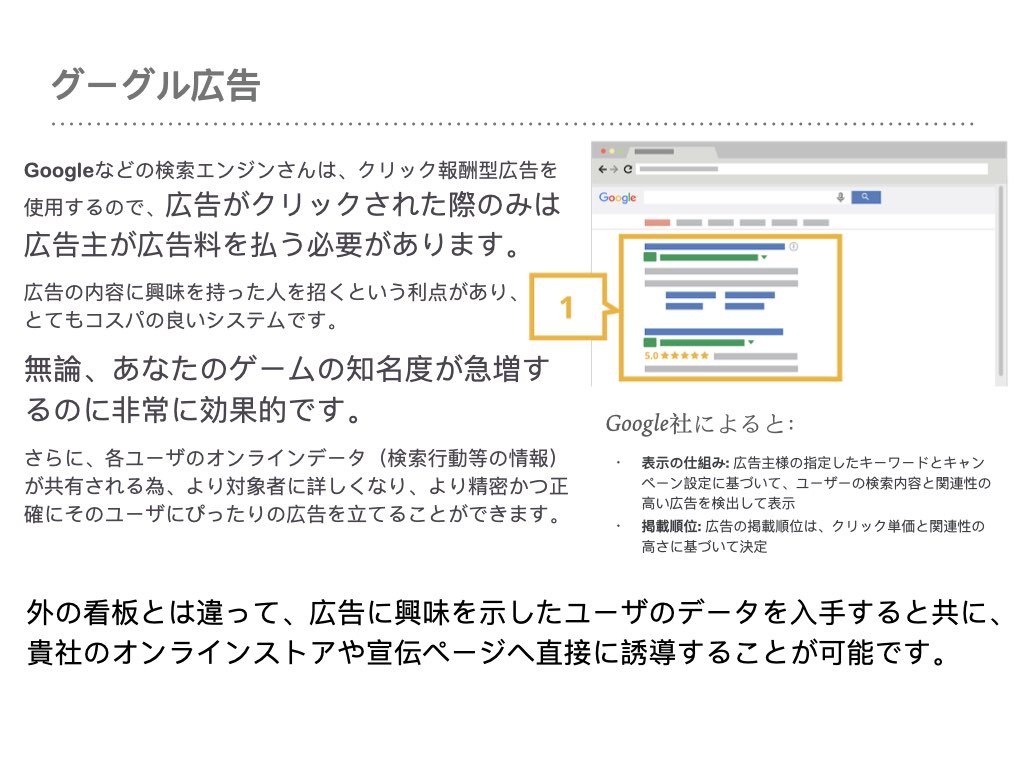 グーグル広告
Googleなどの検索エンジンさんは、クリック報酬型広告を
使用するので、広告がクリックされた際のみは
広告主が広告料を払う必要があります。
広告の内容に興味を持った人を招くという利点があり、
とてもコスパの良いシステムです。
無論、あなたのゲームの知名度が急増す
るのに非常に効果的です。
さらに、各ユーザのオンラインデータ（検索行動等の情報）
が共有される為、より対象者に詳しくなり、より精密かつ正
確にそのユーザにぴったりの広告を立てることができます。
Google
1
5.0 ★★★★★
Google社によると:
・ 表示の仕組み: 広告主様の指定したキーワードとキャン
ペーン設定に基づいて、ユーザーの検索内容と関連性の
高い広告を検出して表示
・ 掲載順位: 広告の掲載順位は、クリック単価と関連性の
高さに基づいて決定
外の看板とは違って、広告に興味を示したユーザのデータを入手すると共に、
貴社のオンラインストアや宣伝ページへ直接に誘導することが可能です。